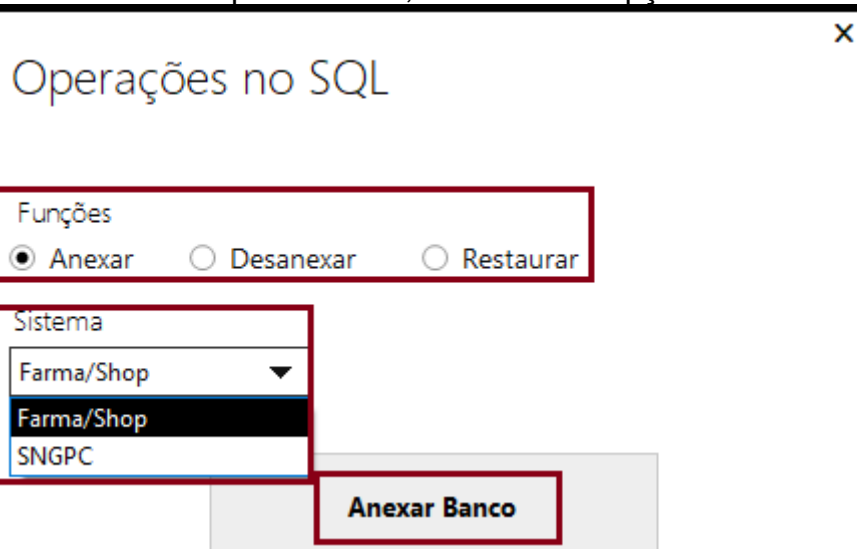 Operações no SQL
Funções
Anexar Desanexar Restaurar
Sistema
Farma/Shop
Farma/Shop
SNGPC
Anexar Banco